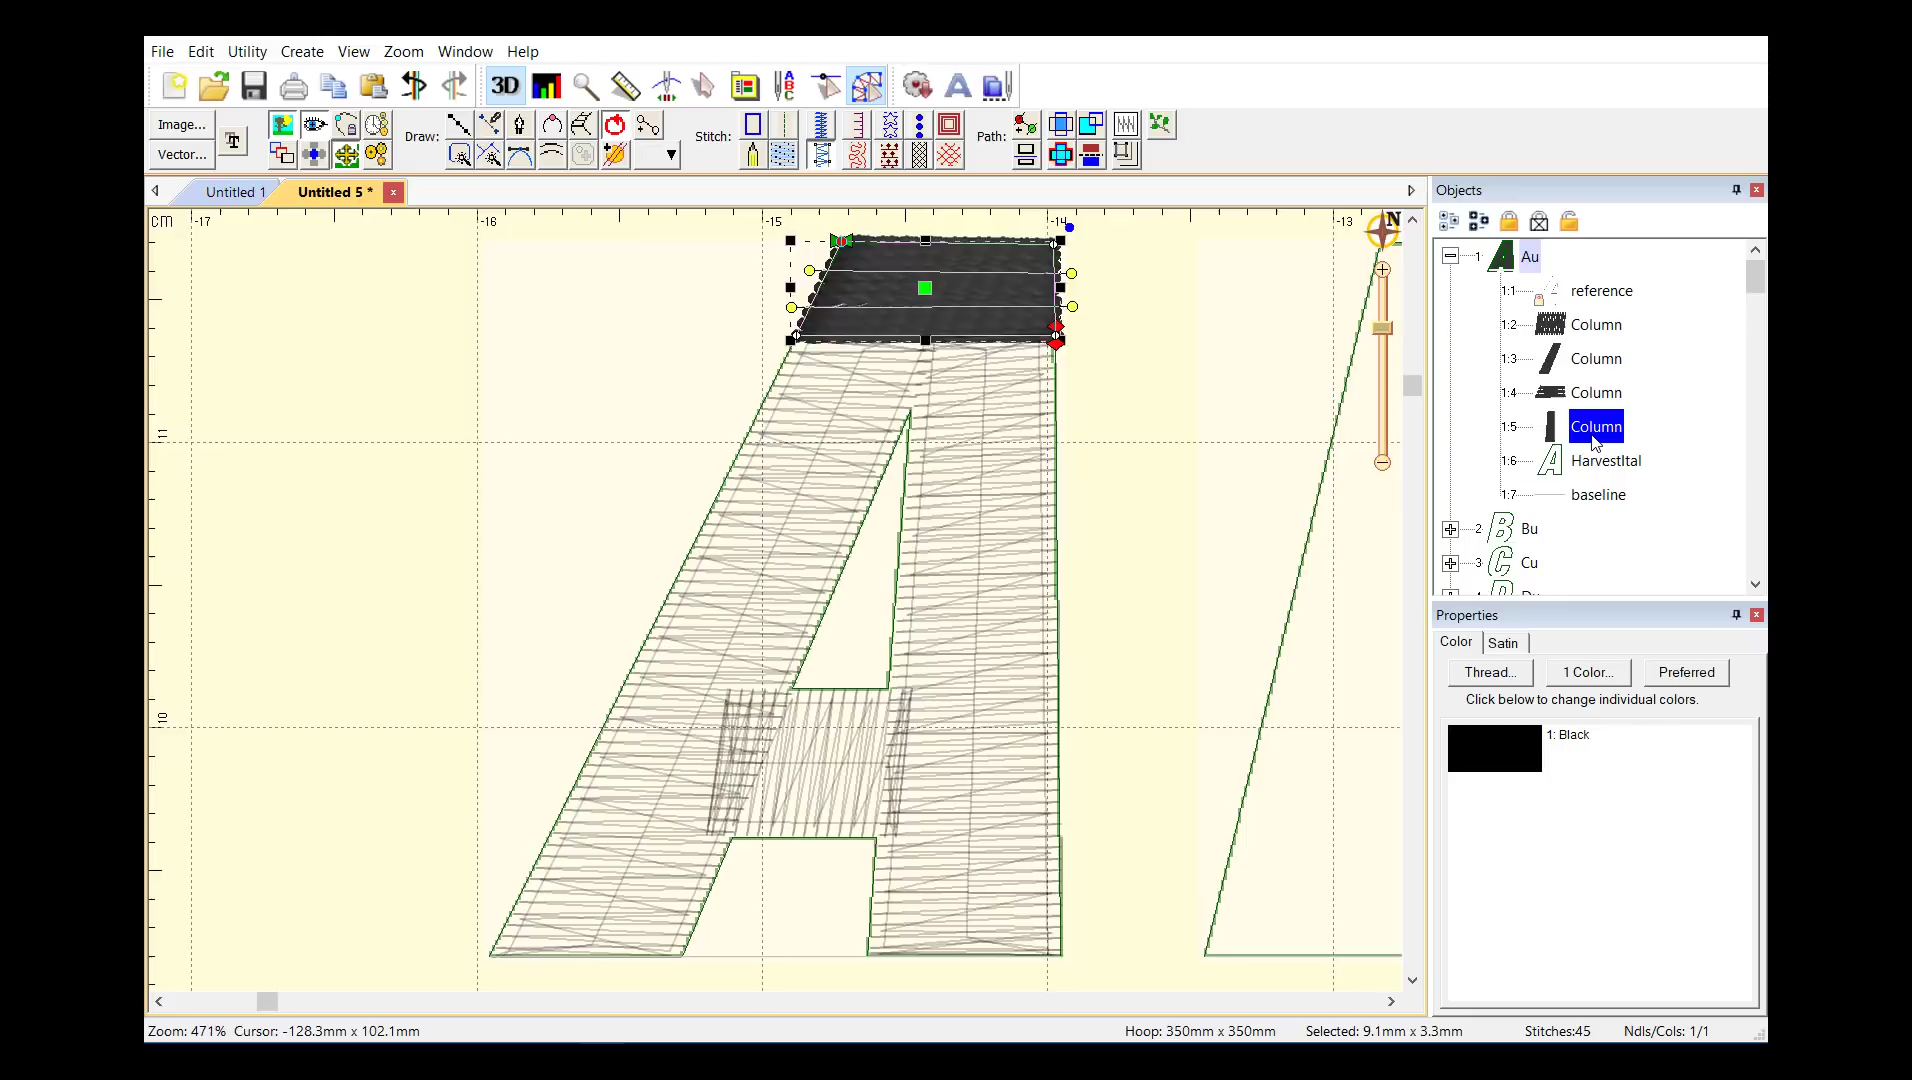 File Edit Utility Create View Zoom Window Help
3D
A B C
Image...
Vector...
T
Draw:
Stitch:
Path:
Untitled 1
Untitled 5 *
CM
-17
-16
-15
-14
-13
N
11
10
Objects
1 Au
1:1 reference
1:2 Column
1:3 Column
1:4 Column
1:5 Column
1:6 HarvestItal
1:7 baseline
2 Bu
3 Cu
Properties
Color Satin
Thread... 1 Color... Preferred
Click below to change individual colors.
1: Black
Zoom: 471% Cursor: -128.3mm x 102.1mm
Hoop: 350mm x 350mm
Selected: 9.1mm x 3.3mm
Stitches:45
Ndls/Cols: 1/1